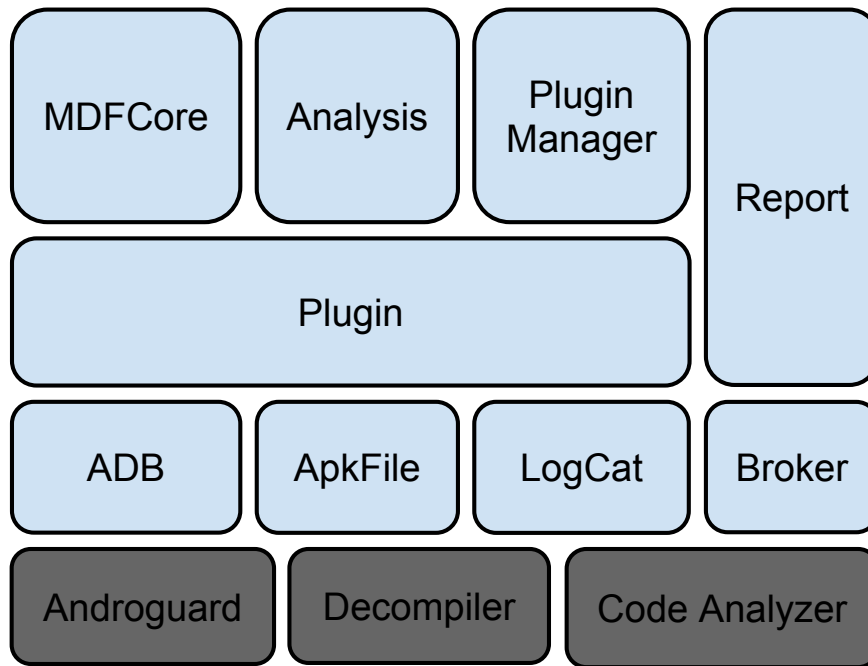 MDFCore
Analysis
Plugin
Manager
Report
Plugin
ADB
ApkFile
LogCat
Broker
Androguard
Decompiler
Code Analyzer